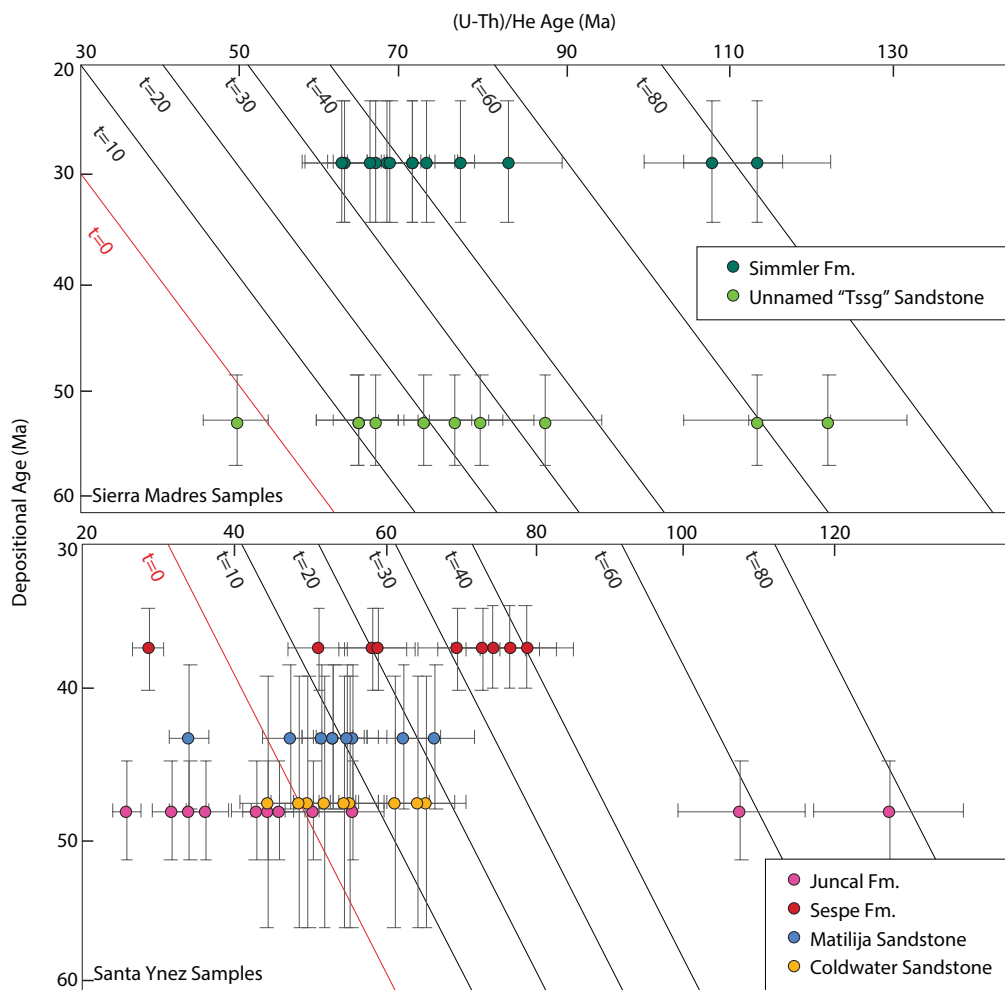 (U-Th)/He Age (Ma)
30 50 70 90 110 130
20
t=20 t=30 t=40 t=60 t=80
t=10
30
t=0
Simmler Fm.
40
Unnamed “Tssg” Sandstone
50
60
Sierra Madres Samples
Depositional Age (Ma)
20 40 60 80 100 120
30
t=0 t=10 t=20 t=30 t=40 t=60 t=80
40
50
Juncal Fm.
Sespe Fm.
Matilija Sandstone
Coldwater Sandstone
60
Santa Ynez Samples